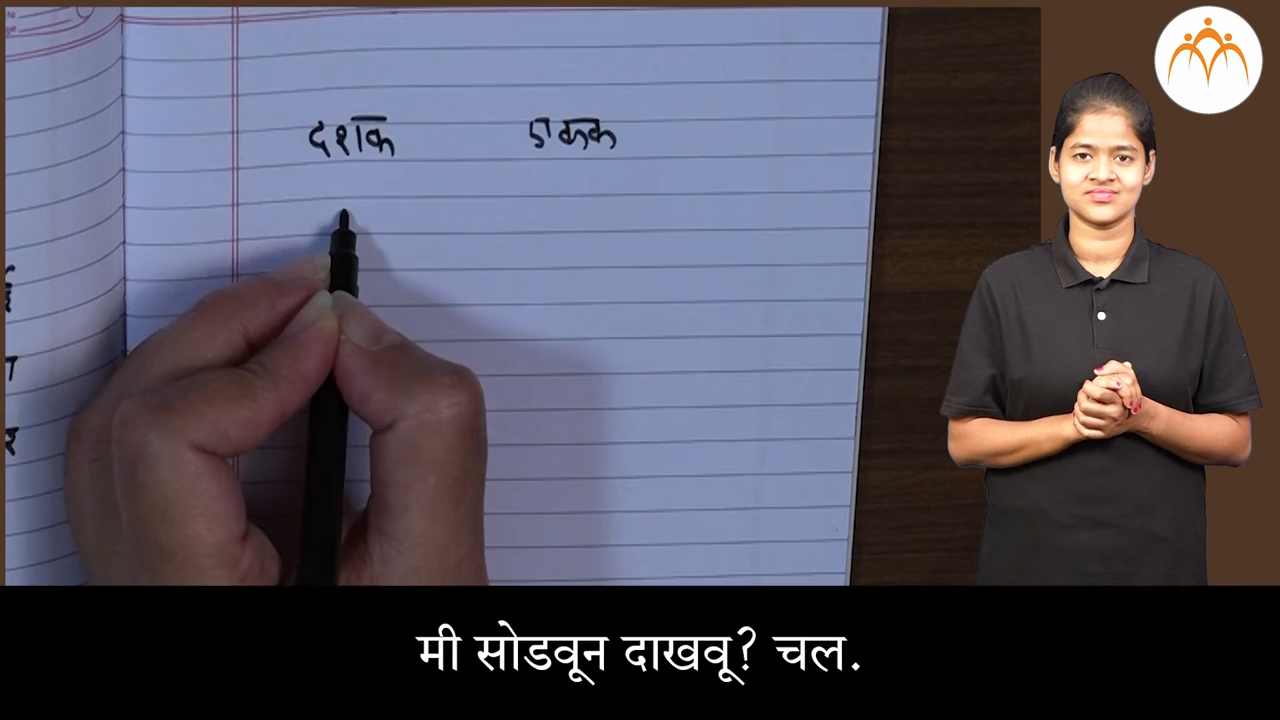 दशक एकक
मी सोडवून दाखवू? चल.